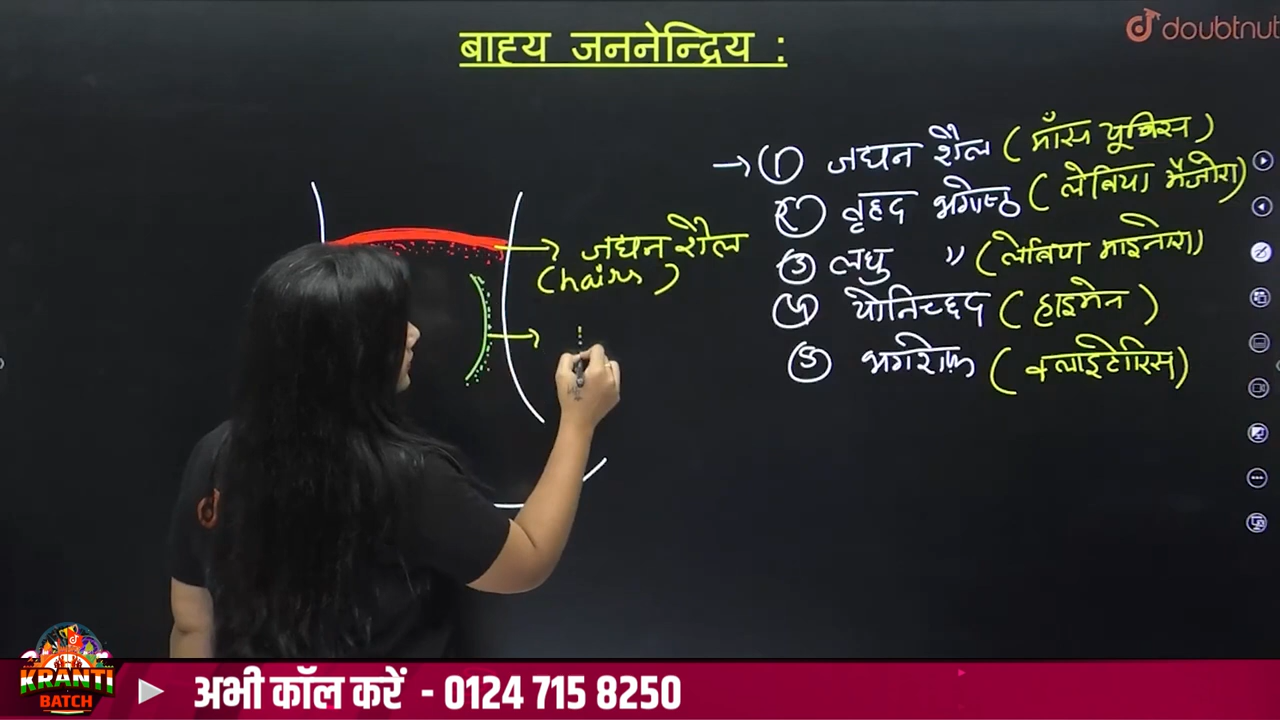 बाह्य जननेन्द्रिय :
doubtnut
→ ① जघन शैल (मॉंस प्यूबिस)
② वृहद भगोष्ठ (लेबिया मैजोरा)
③ लघु " (लेबिया माइनोरा)
④ योनिच्छद (हाइमेन)
⑤ भगशेफ (क्लाइटोरिस)
जघन शैल
(hairs)
KRANTI
BATCH
अभी कॉल करें - 0124 715 8250